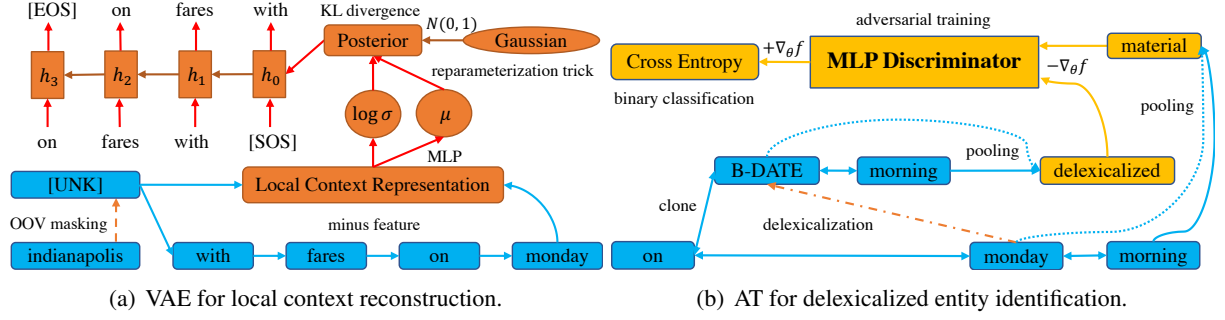 [EOS] on fares with
KL divergence
N(0, 1)
Posterior
Gaussian
reparameterization trick
h₃ h₂ h₁ h₀
log σ μ
on fares with [SOS]
MLP
[UNK]
Local Context Representation
OOV masking
minus feature
indianapolis with fares on monday
(a) VAE for local context reconstruction.
adversarial training
+∇θf
material
Cross Entropy
MLP Discriminator
−∇θf
binary classification
pooling
pooling
B-DATE morning delexicalized
clone
delexicalization
on monday morning
(b) AT for delexicalized entity identification.